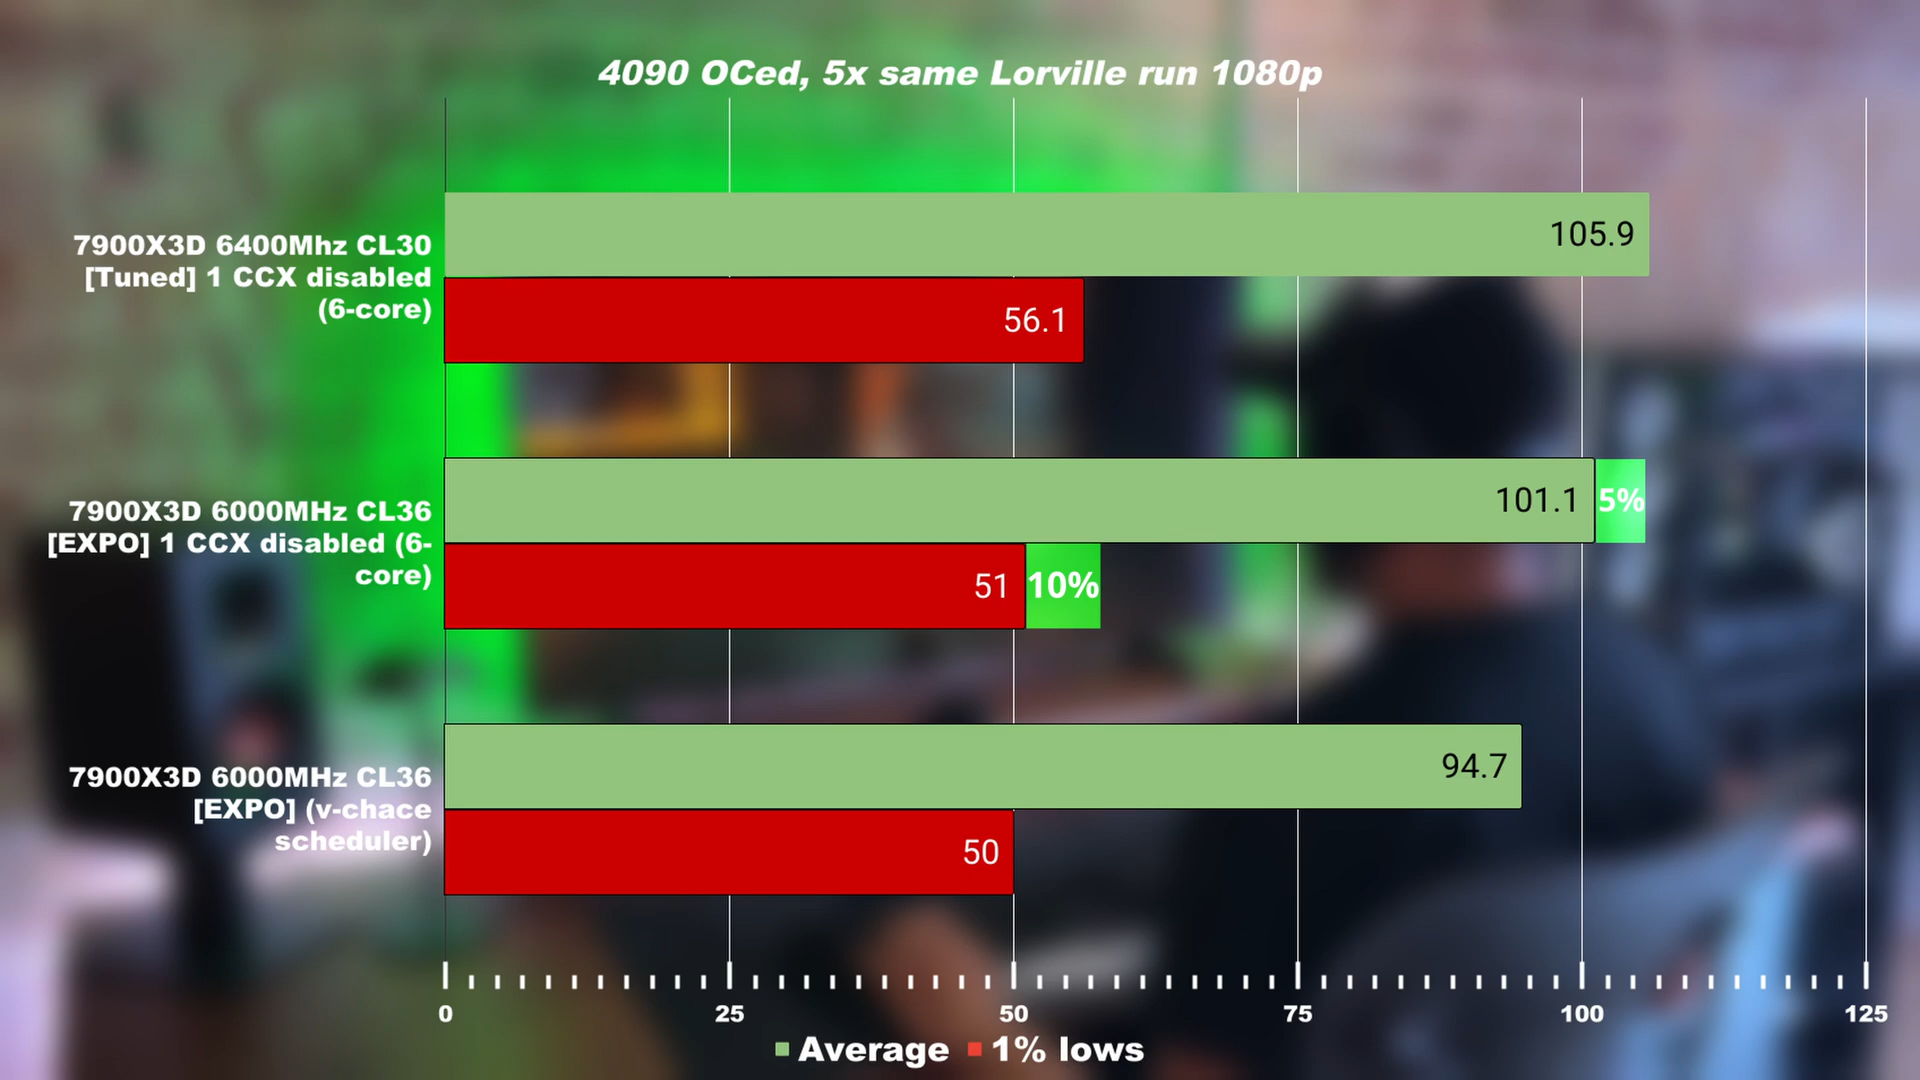 4090 OCed, 5x same Lorville run 1080p
7900X3D 6400Mhz CL30
[Tuned] 1 CCX disabled
(6-core)
105.9
56.1
7900X3D 6000MHz CL36
[EXPO] 1 CCX disabled (6-
core)
101.1
5%
51
10%
7900X3D 6000MHz CL36
[EXPO] (v-chace
scheduler)
94.7
50
0 25 50 75 100 125
Average 1% lows